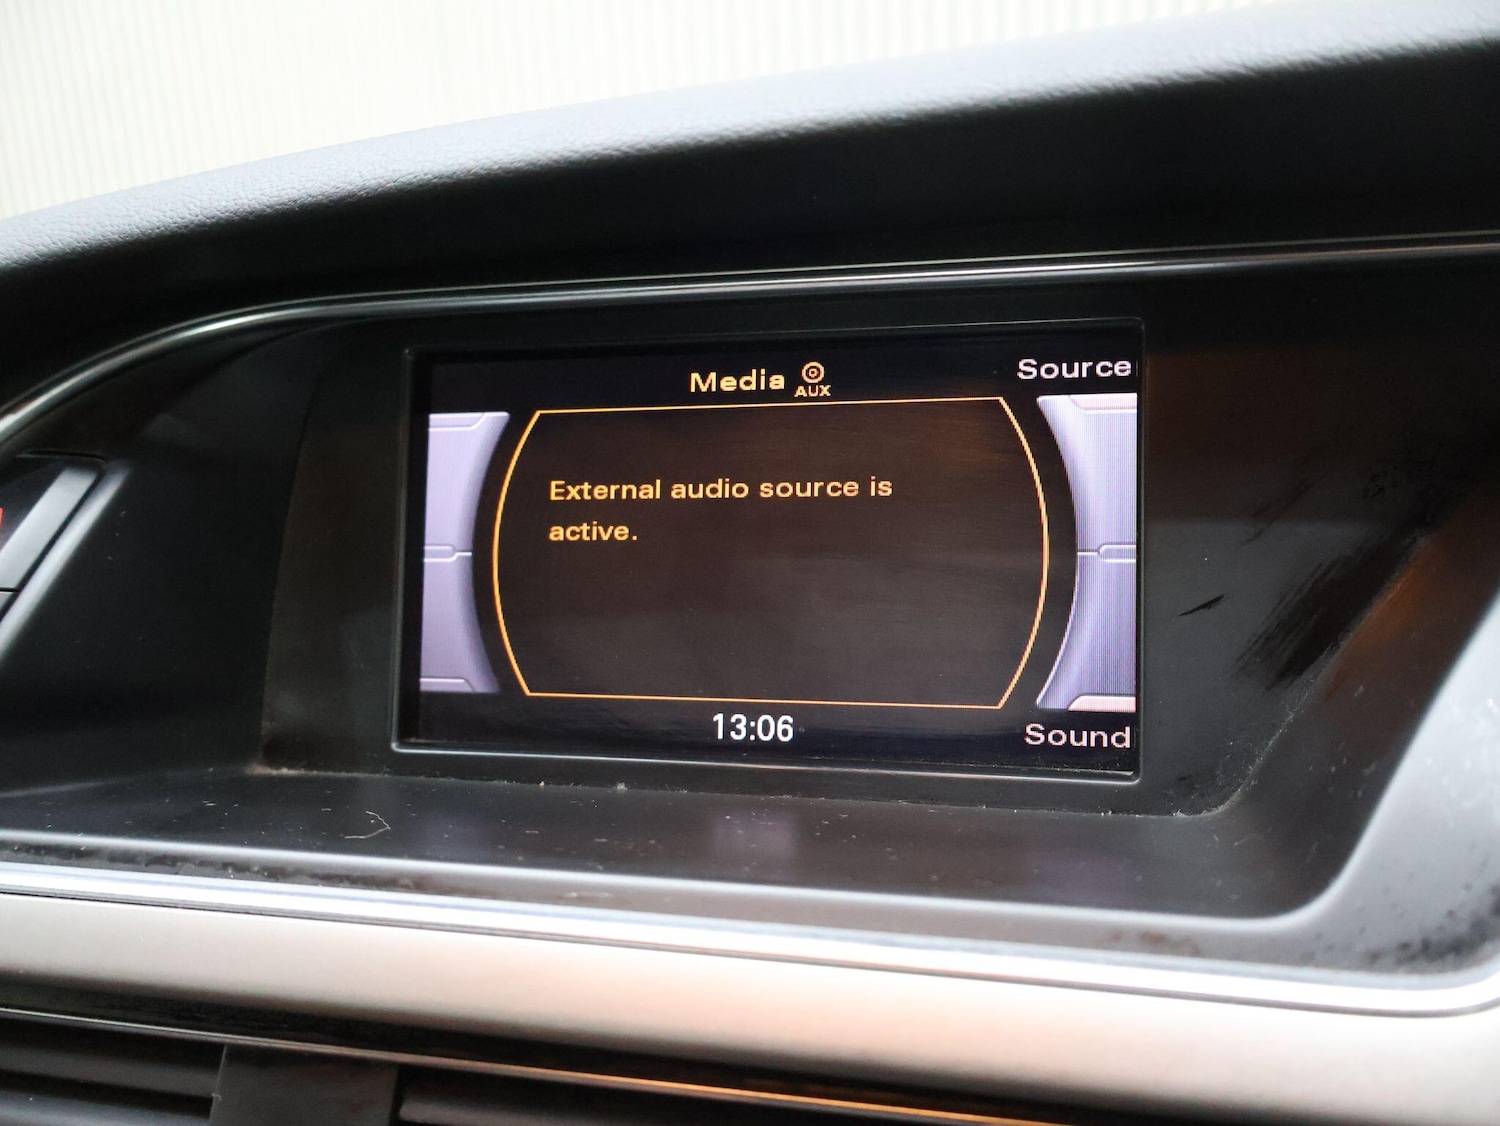 Media AUX
Source
External audio source is
active.
13:06
Sound